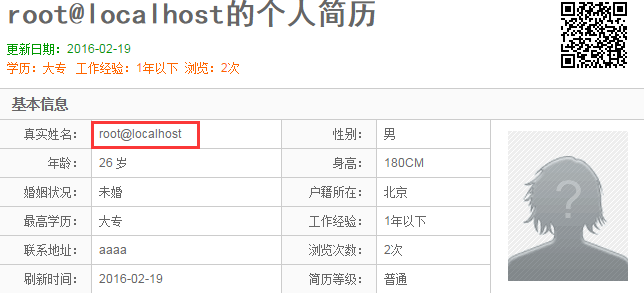 root@localhost的个人简历
更新日期：2016-02-19
学历：大专 工作经验：1年以下 浏览：2次
基本信息
真实姓名： root@localhost 性别： 男
年龄： 26 岁 身高： 180CM
婚姻状况： 未婚 户籍所在： 北京
最高学历： 大专 工作经验： 1年以下
联系地址： aaaa 浏览次数： 2次
刷新时间： 2016-02-19 简历等级： 普通
?